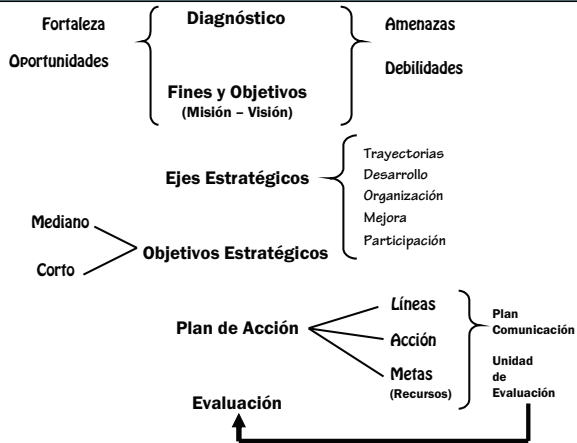 Fortaleza
Oportunidades
Diagnóstico
Fines y Objetivos
(Misión – Visión)
Amenazas
Debilidades
Ejes Estratégicos
Trayectorias
Desarrollo
Organización
Mejora
Participación
Mediano
Corto
Objetivos Estratégicos
Plan de Acción
Líneas
Acción
Metas
(Recursos)
Plan
Comunicación
Unidad
de
Evaluación
Evaluación